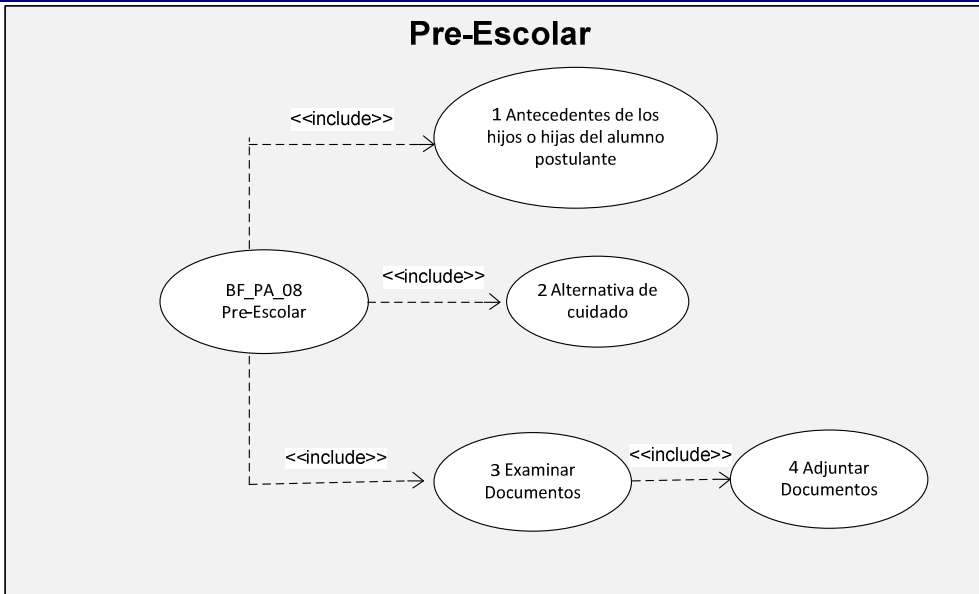 Pre-Escolar
<<include>>
1 Antecedentes de los
hijos o hijas del alumno
postulante
BF_PA_08
Pre-Escolar
<<include>>
2 Alternativa de
cuidado
<<include>>
3 Examinar
Documentos
<<include>>
4 Adjuntar
Documentos